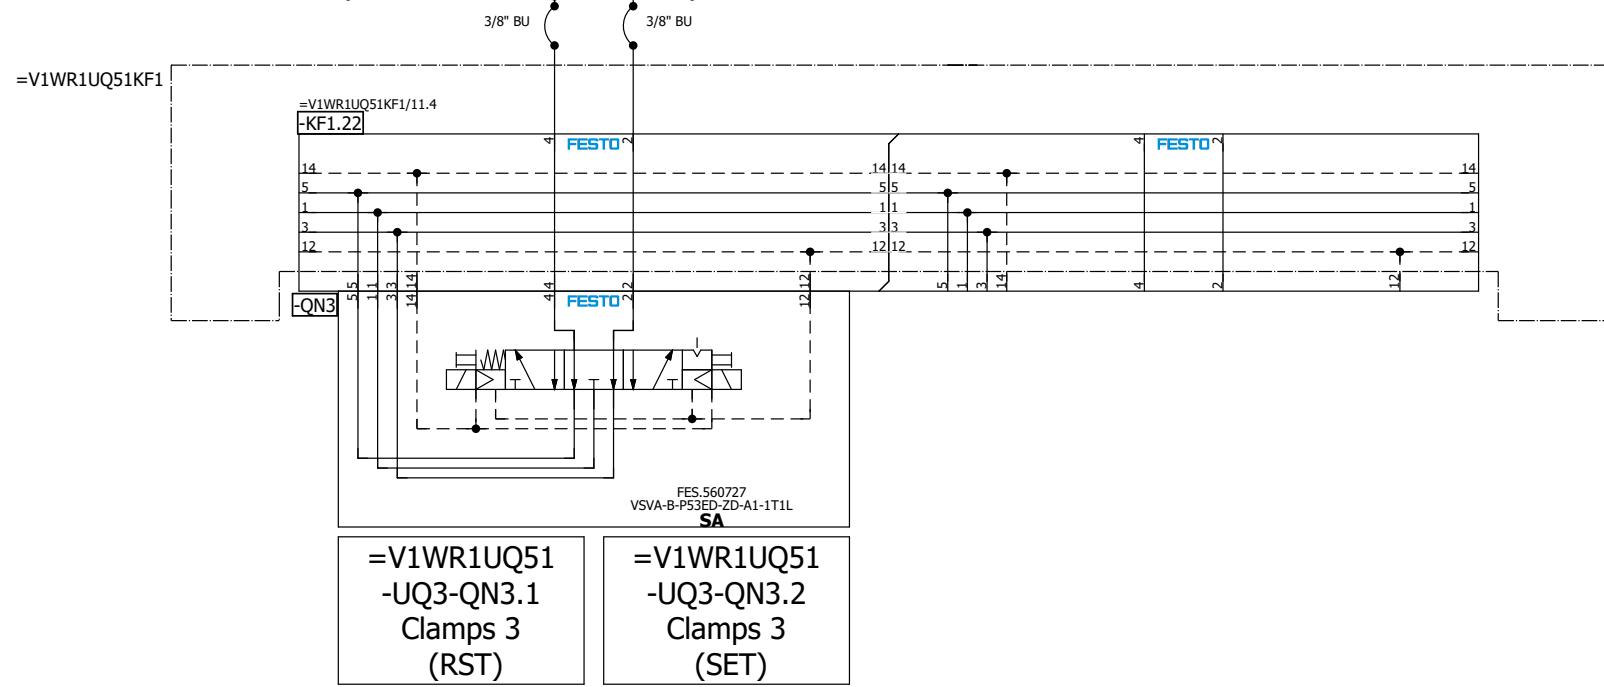 3/8" BU
3/8" BU
=V1WR1UQ51KF1
=V1WR1UQ51KF1/11.4
-KF1.22
4 FESTO 2
4 FESTO 2
14 14 14 14
5 5 5 5
1 1 1 1
3 3 3 3
12 12 12 12
5 1 3 14 4 2 12
5 1 3 14 4 2 12
-QN3
5 1 3 14 4 FESTO 2 12
FES.560727
VSVA-B-P53ED-ZD-A1-1T1L
SA
=V1WR1UQ51
-UQ3-QN3.1
Clamps 3
(RST)
=V1WR1UQ51
-UQ3-QN3.2
Clamps 3
(SET)